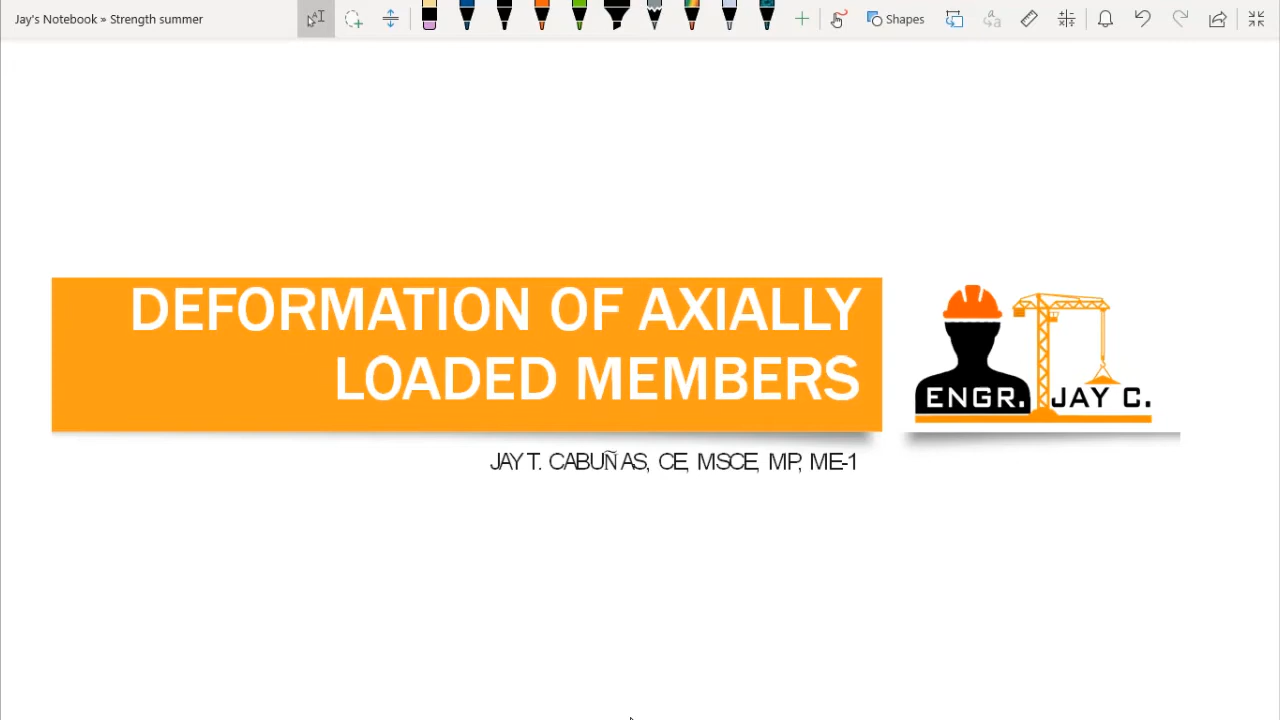 Jay's Notebook » Strength summer
Shapes
DEFORMATION OF AXIALLY
LOADED MEMBERS
ENGR. JAY C.
JAY T. CABUÑAS, CE, MSCE, MP, ME-1